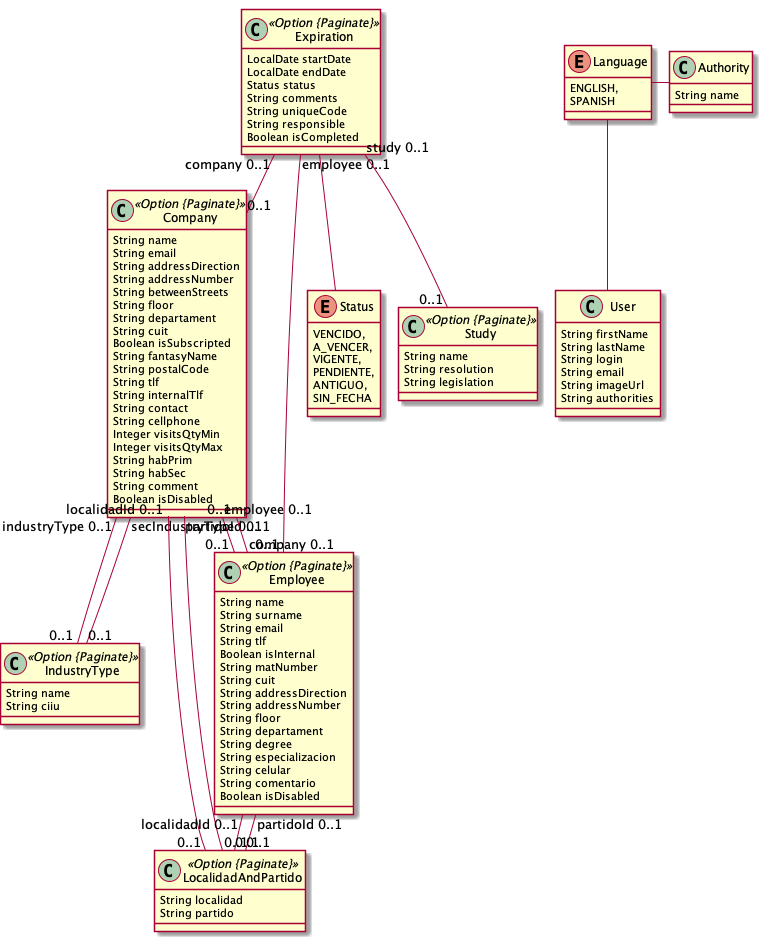 C «Option {Paginate}»
Expiration
LocalDate startDate
LocalDate endDate
Status status
String comments
String uniqueCode
String responsible
Boolean isCompleted
E Language
ENGLISH,
SPANISH
C Authority
String name
study 0..1
company 0..1
employee 0..1
0..1
C «Option {Paginate}»
Company
String name
String email
String addressDirection
String addressNumber
String betweenStreets
String floor
String departament
String cuit
Boolean isSubscripted
String fantasyName
String postalCode
String tlf
String internalTlf
String contact
String cellphone
Integer visitsQtyMin
Integer visitsQtyMax
String habPrim
String habSec
String comment
Boolean isDisabled
E Status
VENCIDO,
A_VENCER,
VIGENTE,
PENDIENTE,
ANTIGUO,
SIN_FECHA
0..1
C «Option {Paginate}»
Study
String name
String resolution
String legislation
C User
String firstName
String lastName
String login
String email
String imageUrl
String authorities
localidadId 0..1
0..1
employee 0..1
industryType 0..1
secIndustryType 0..1
partidoId 0..1
0..1
0..1
company 0..1
C «Option {Paginate}»
Employee
String name
String surname
String email
String tlf
Boolean isInternal
String matNumber
String cuit
String addressDirection
String addressNumber
String floor
String departament
String degree
String especializacion
String celular
String comentario
Boolean isDisabled
0..1
0..1
C «Option {Paginate}»
IndustryType
String name
String ciiu
localidadId 0..1
partidoId 0..1
0..1
0..1
0..1
0..1
C «Option {Paginate}»
LocalidadAndPartido
String localidad
String partido